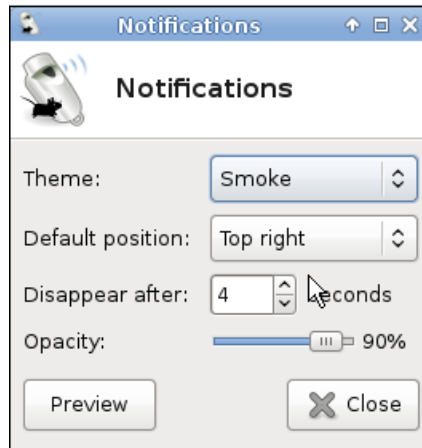 Notifications
Notifications
Theme: Smoke
Default position: Top right
Disappear after: 4 seconds
Opacity: 90%
Preview Close